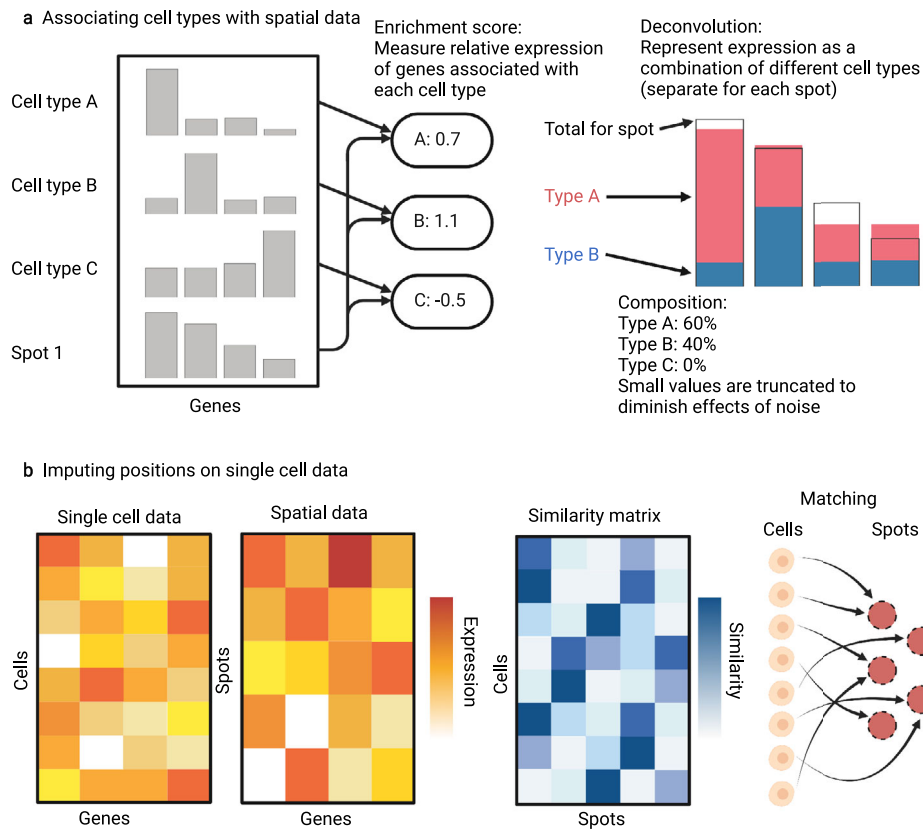 a Associating cell types with spatial data
Enrichment score:
Measure relative expression
of genes associated with
each cell type
Deconvolution:
Represent expression as a
combination of different cell types
(separate for each spot)
Cell type A
Cell type B
Cell type C
Spot 1
Genes
A: 0.7
B: 1.1
C: -0.5
Total for spot
Type A
Type B
Composition:
Type A: 60%
Type B: 40%
Type C: 0%
Small values are truncated to
diminish effects of noise
b Imputing positions on single cell data
Single cell data
Cells
Genes
Spatial data
Spots
Genes
Expression
Similarity matrix
Cells
Spots
Similarity
Matching
Cells
Spots